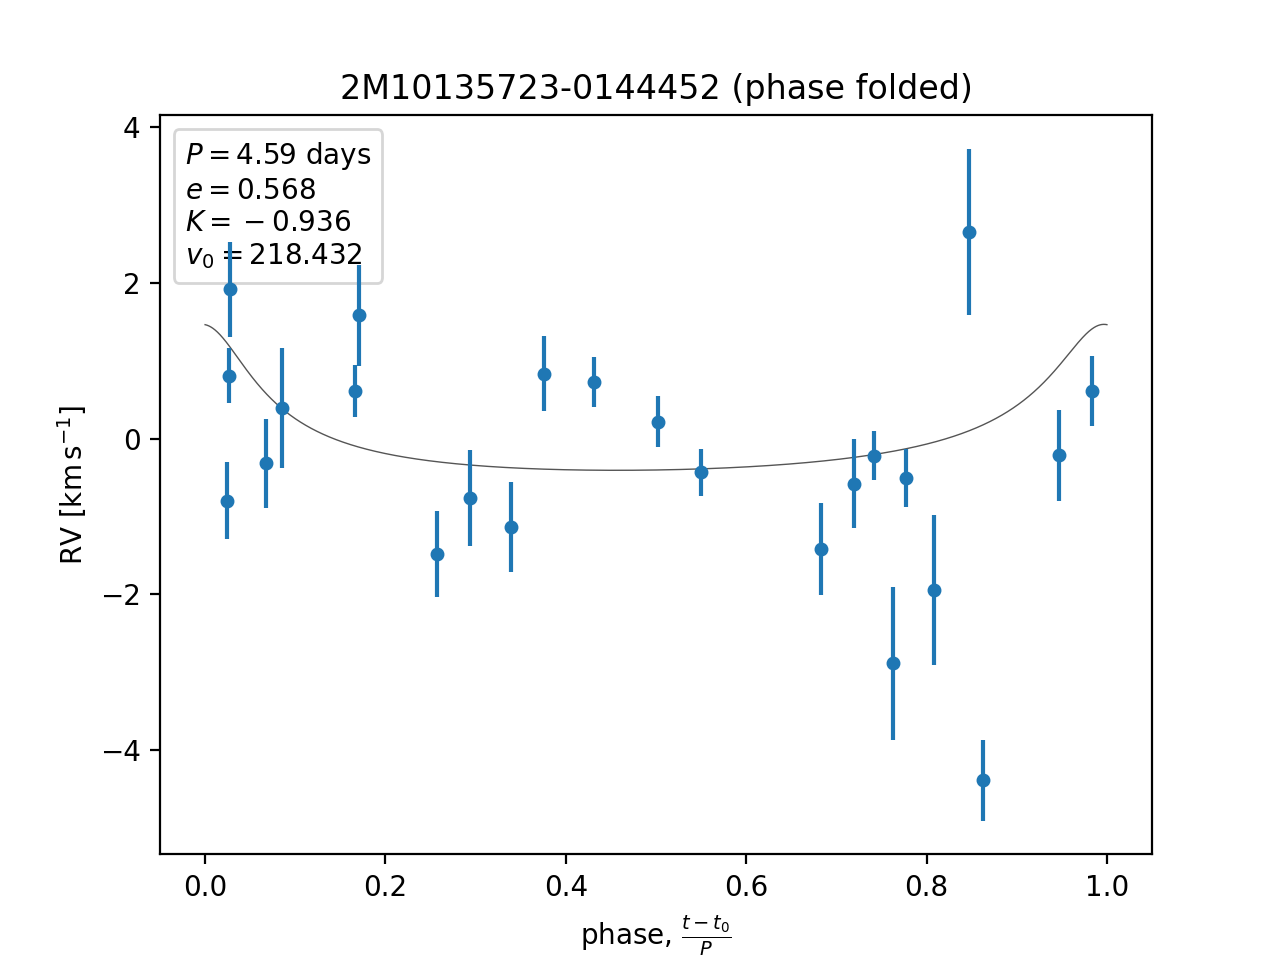 2M10135723-0144452 (phase folded)
P = 4.59 days
e = 0.568
K = −0.936
v₀ = 218.432
RV [km s⁻¹]
4
2
0
−2
−4
0.0 0.2 0.4 0.6 0.8 1.0
phase, (t − t₀)/P